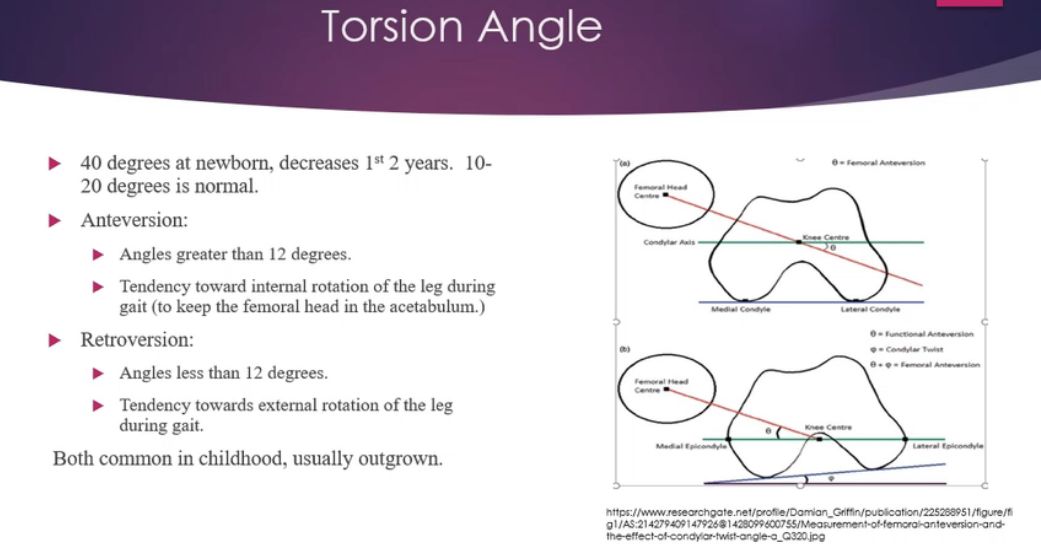 Torsion Angle
40 degrees at newborn, decreases 1st 2 years. 10-
20 degrees is normal.
Anteversion:
Angles greater than 12 degrees.
Tendency toward internal rotation of the leg during
gait (to keep the femoral head in the acetabulum.)
Retroversion:
Angles less than 12 degrees.
Tendency towards external rotation of the leg
during gait.
Both common in childhood, usually outgrown.
(a)
θ = Femoral Anteversion
Femoral Head
Centre
Knee Centre
Condylar Axis
θ
Medial Condyle
Lateral Condyle
(b)
θ = Functional Anteversion
φ = Condylar Twist
θ + φ = Femoral Anteversion
Femoral Head
Centre
θ
Knee Centre
Medial Epicondyle
Lateral Epicondyle
φ
https://www.researchgate.net/profile/Damian_Griffin/publication/225288951/figure/fi
g1/AS:214279409147926@1428099600755/Measurement-of-femoral-anteversion-and-
the-effect-of-condylar-twist-angle-a_Q320.jpg